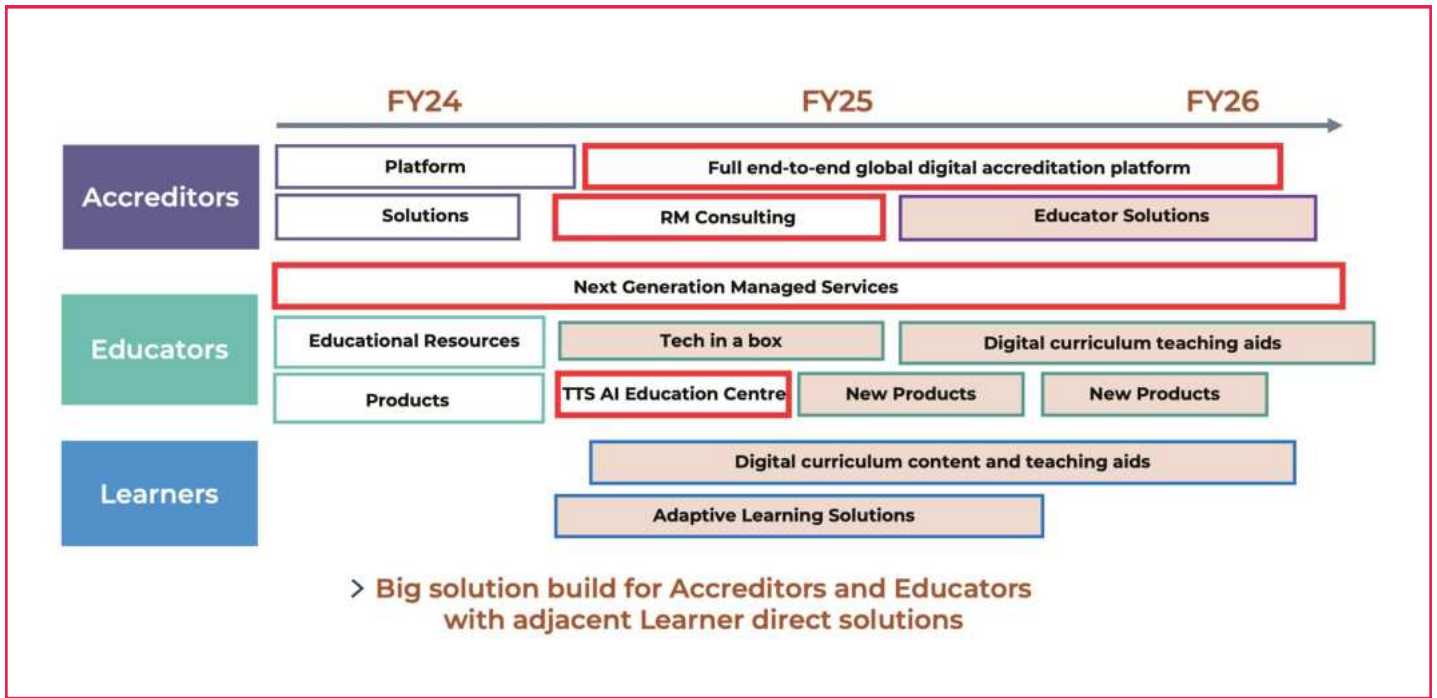 FY24 FY25 FY26
Accreditors
Platform
Full end-to-end global digital accreditation platform
Solutions
RM Consulting
Educator Solutions
Educators
Next Generation Managed Services
Educational Resources
Tech in a box
Digital curriculum teaching aids
Products
TTS AI Education Centre
New Products
New Products
Learners
Digital curriculum content and teaching aids
Adaptive Learning Solutions
> Big solution build for Accreditors and Educators
with adjacent Learner direct solutions